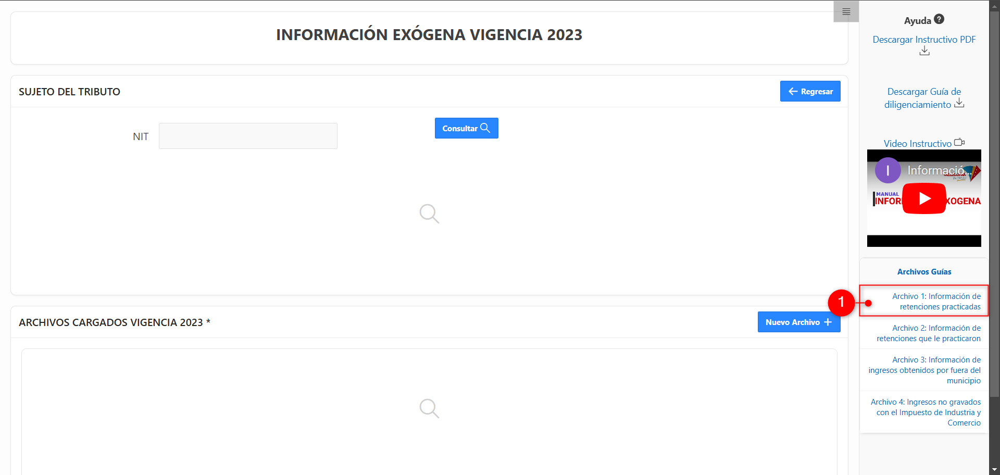 INFORMACIÓN EXÓGENA VIGENCIA 2023
SUJETO DEL TRIBUTO
Regresar
NIT
Consultar
ARCHIVOS CARGADOS VIGENCIA 2023 *
Nuevo Archivo +
Ayuda ?
Descargar Instructivo PDF
Descargar Guía de
diligenciamiento
Video Instructivo
I
Informació...
VALLEDUPAR
EN ORDEN
MANUAL
INFOR
XOGENA
Archivos Guías
1
Archivo 1: Información de
retenciones practicadas
Archivo 2: Información de
retenciones que le practicaron
Archivo 3: Información de
ingresos obtenidos por fuera del
municipio
Archivo 4: Ingresos no gravados
con el Impuesto de Industria y
Comercio